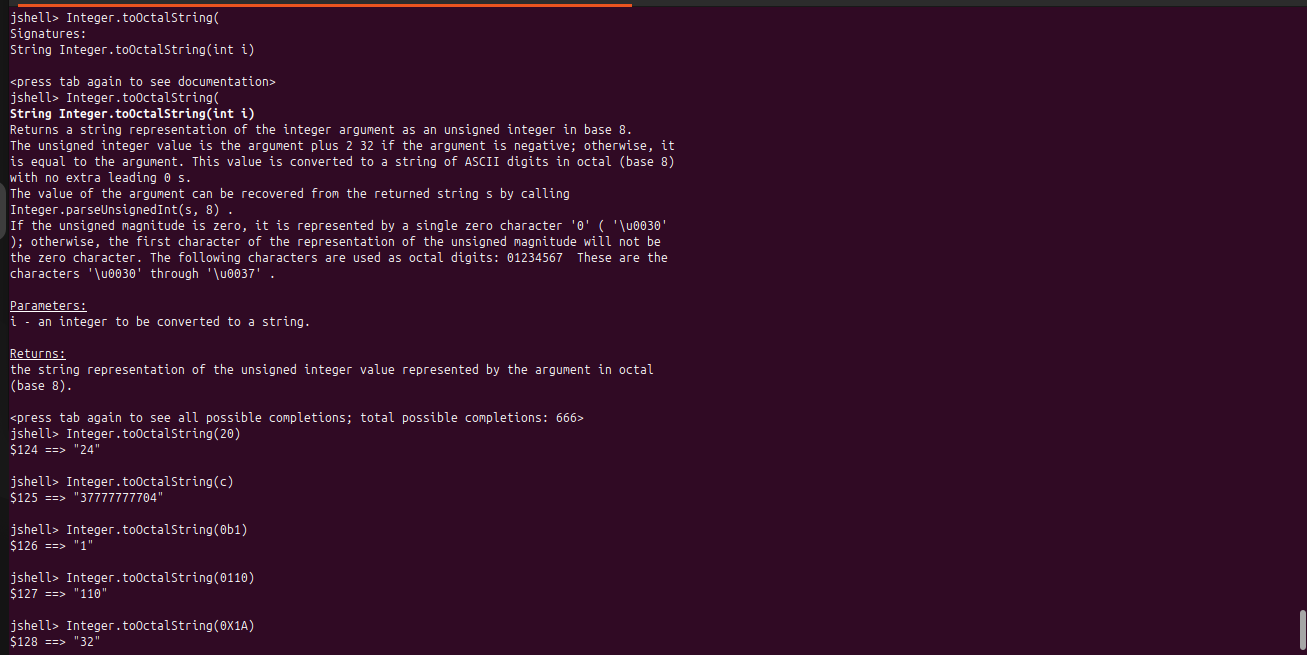 jshell> Integer.toOctalString(
Signatures:
String Integer.toOctalString(int i)

<press tab again to see documentation>
jshell> Integer.toOctalString(
String Integer.toOctalString(int i)
Returns a string representation of the integer argument as an unsigned integer in base 8.
The unsigned integer value is the argument plus 2 32 if the argument is negative; otherwise, it
is equal to the argument. This value is converted to a string of ASCII digits in octal (base 8)
with no extra leading 0 s.
The value of the argument can be recovered from the returned string s by calling
Integer.parseUnsignedInt(s, 8) .
If the unsigned magnitude is zero, it is represented by a single zero character '0' ( '\u0030'
); otherwise, the first character of the representation of the unsigned magnitude will not be
the zero character. The following characters are used as octal digits: 01234567  These are the
characters '\u0030' through '\u0037' .

Parameters:
i - an integer to be converted to a string.

Returns:
the string representation of the unsigned integer value represented by the argument in octal
(base 8).

<press tab again to see all possible completions; total possible completions: 666>
jshell> Integer.toOctalString(20)
$124 ==> "24"

jshell> Integer.toOctalString(c)
$125 ==> "37777777704"

jshell> Integer.toOctalString(0b1)
$126 ==> "1"

jshell> Integer.toOctalString(0110)
$127 ==> "110"

jshell> Integer.toOctalString(0X1A)
$128 ==> "32"